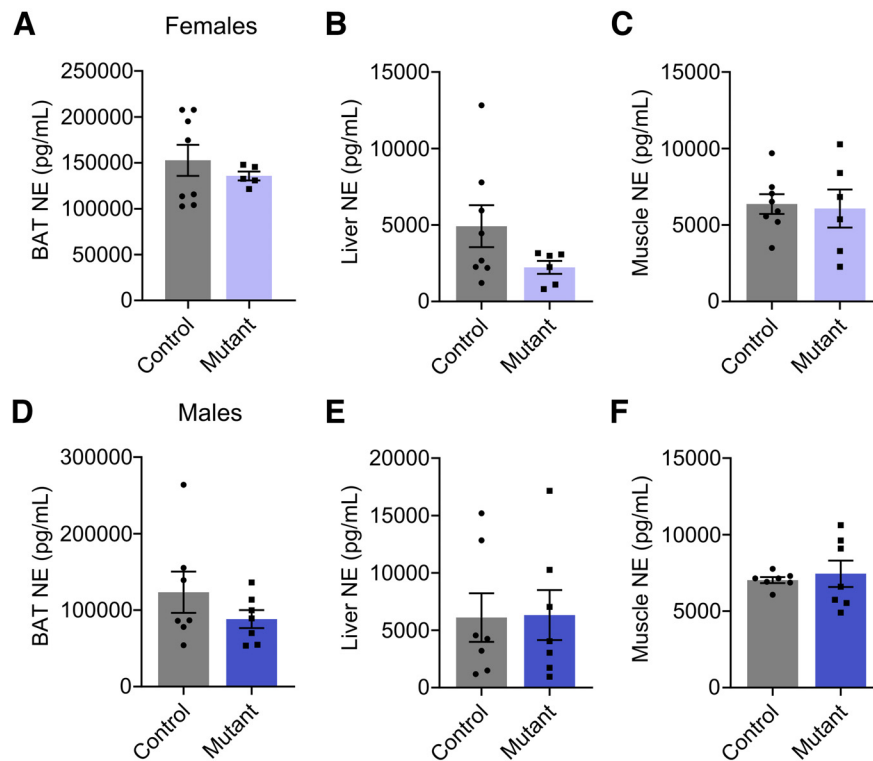 A
Females
BAT NE (pg/mL)
250000
200000
150000
100000
50000
0
Control
Mutant
B
Liver NE (pg/mL)
15000
10000
5000
0
Control
Mutant
C
Muscle NE (pg/mL)
15000
10000
5000
0
Control
Mutant
D
Males
BAT NE (pg/mL)
300000
200000
100000
0
Control
Mutant
E
Liver NE (pg/mL)
20000
15000
10000
5000
0
Control
Mutant
F
Muscle NE (pg/mL)
15000
10000
5000
0
Control
Mutant